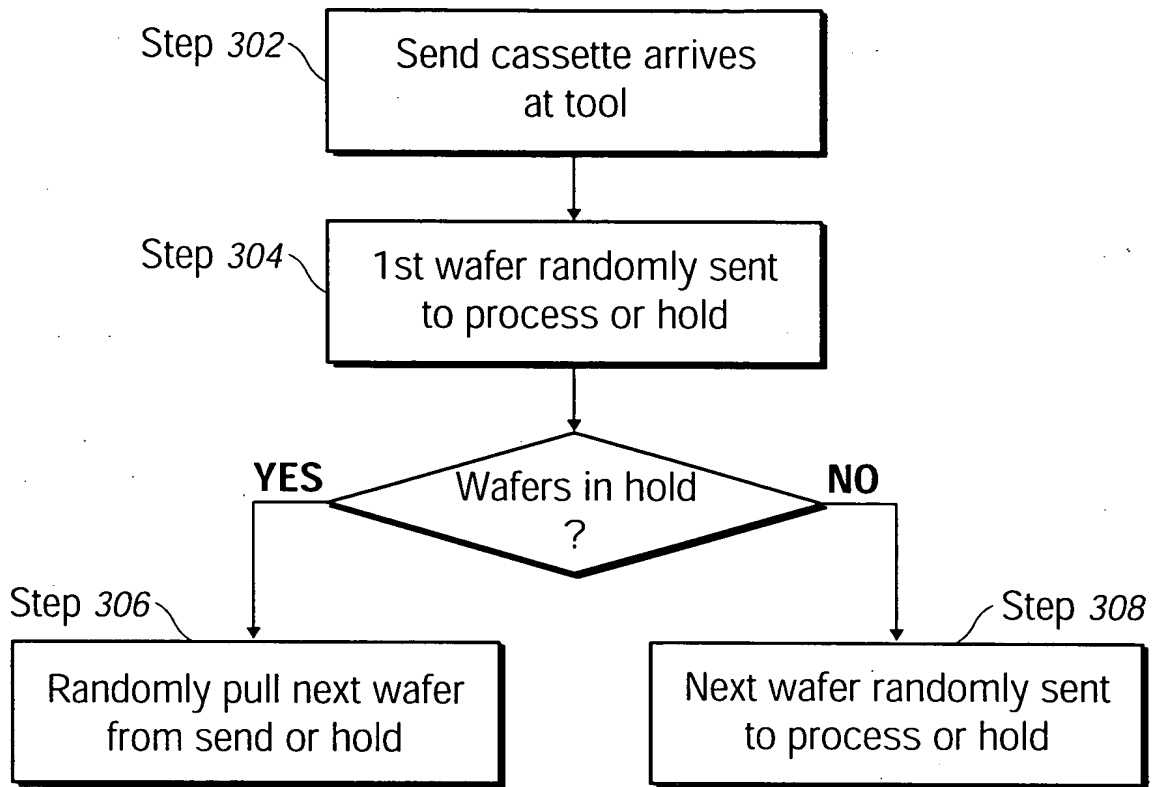 Step 302
Send cassette arrives
at tool
Step 304
1st wafer randomly sent
to process or hold
Wafers in hold
?
YES
NO
Step 306
Randomly pull next wafer
from send or hold
Step 308
Next wafer randomly sent
to process or hold